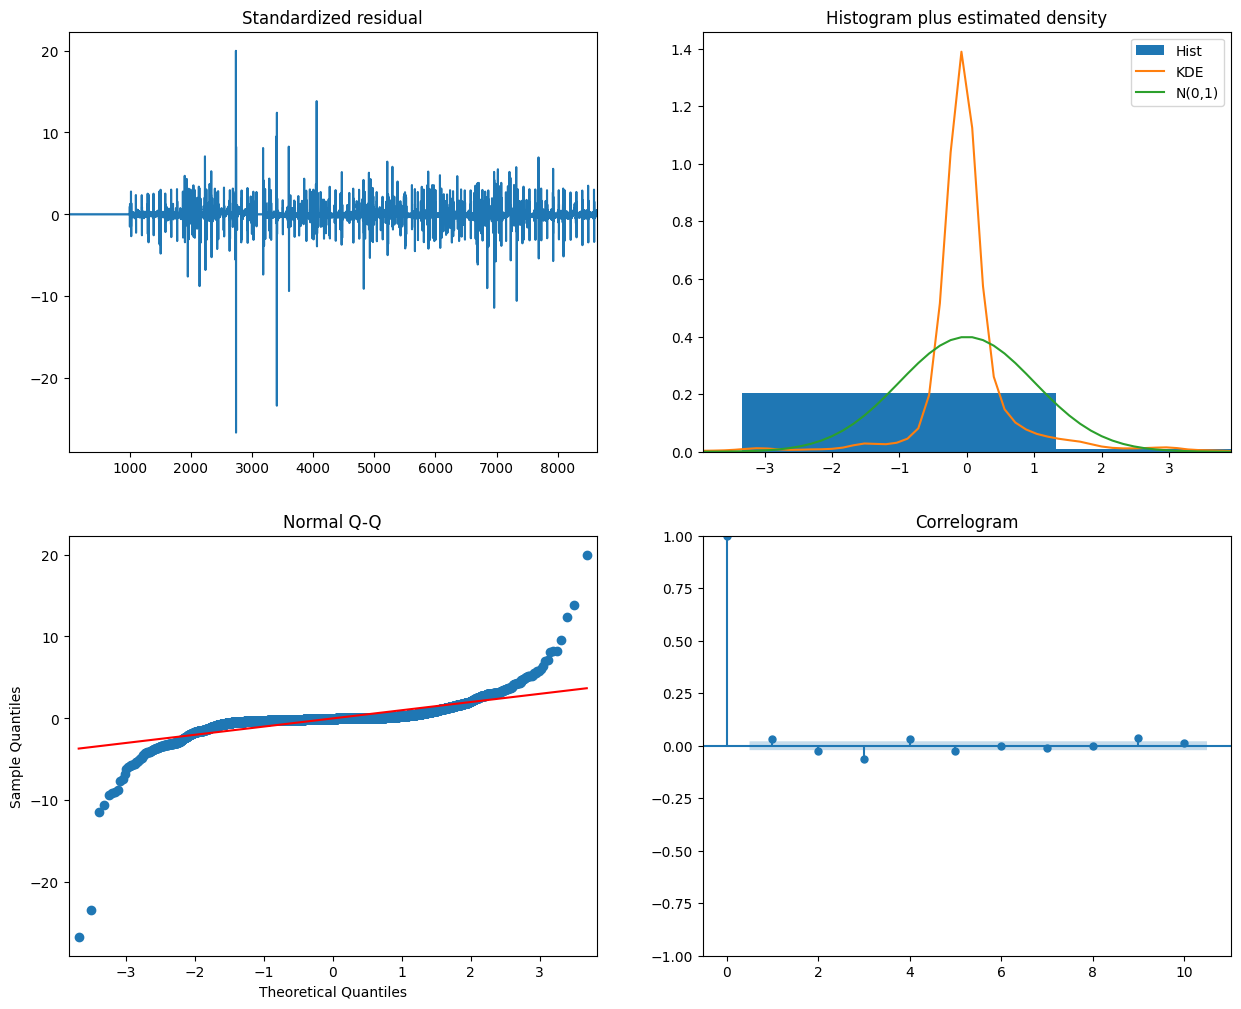 Standardized residual
20
10
0
−10
−20
1000 2000 3000 4000 5000 6000 7000 8000
Histogram plus estimated density
Hist
KDE
N(0,1)
1.4
1.2
1.0
0.8
0.6
0.4
0.2
0.0
−3 −2 −1 0 1 2 3
Normal Q-Q
Sample Quantiles
20
10
0
−10
−20
−3 −2 −1 0 1 2 3
Theoretical Quantiles
Correlogram
1.00
0.75
0.50
0.25
0.00
−0.25
−0.50
−0.75
−1.00
0 2 4 6 8 10